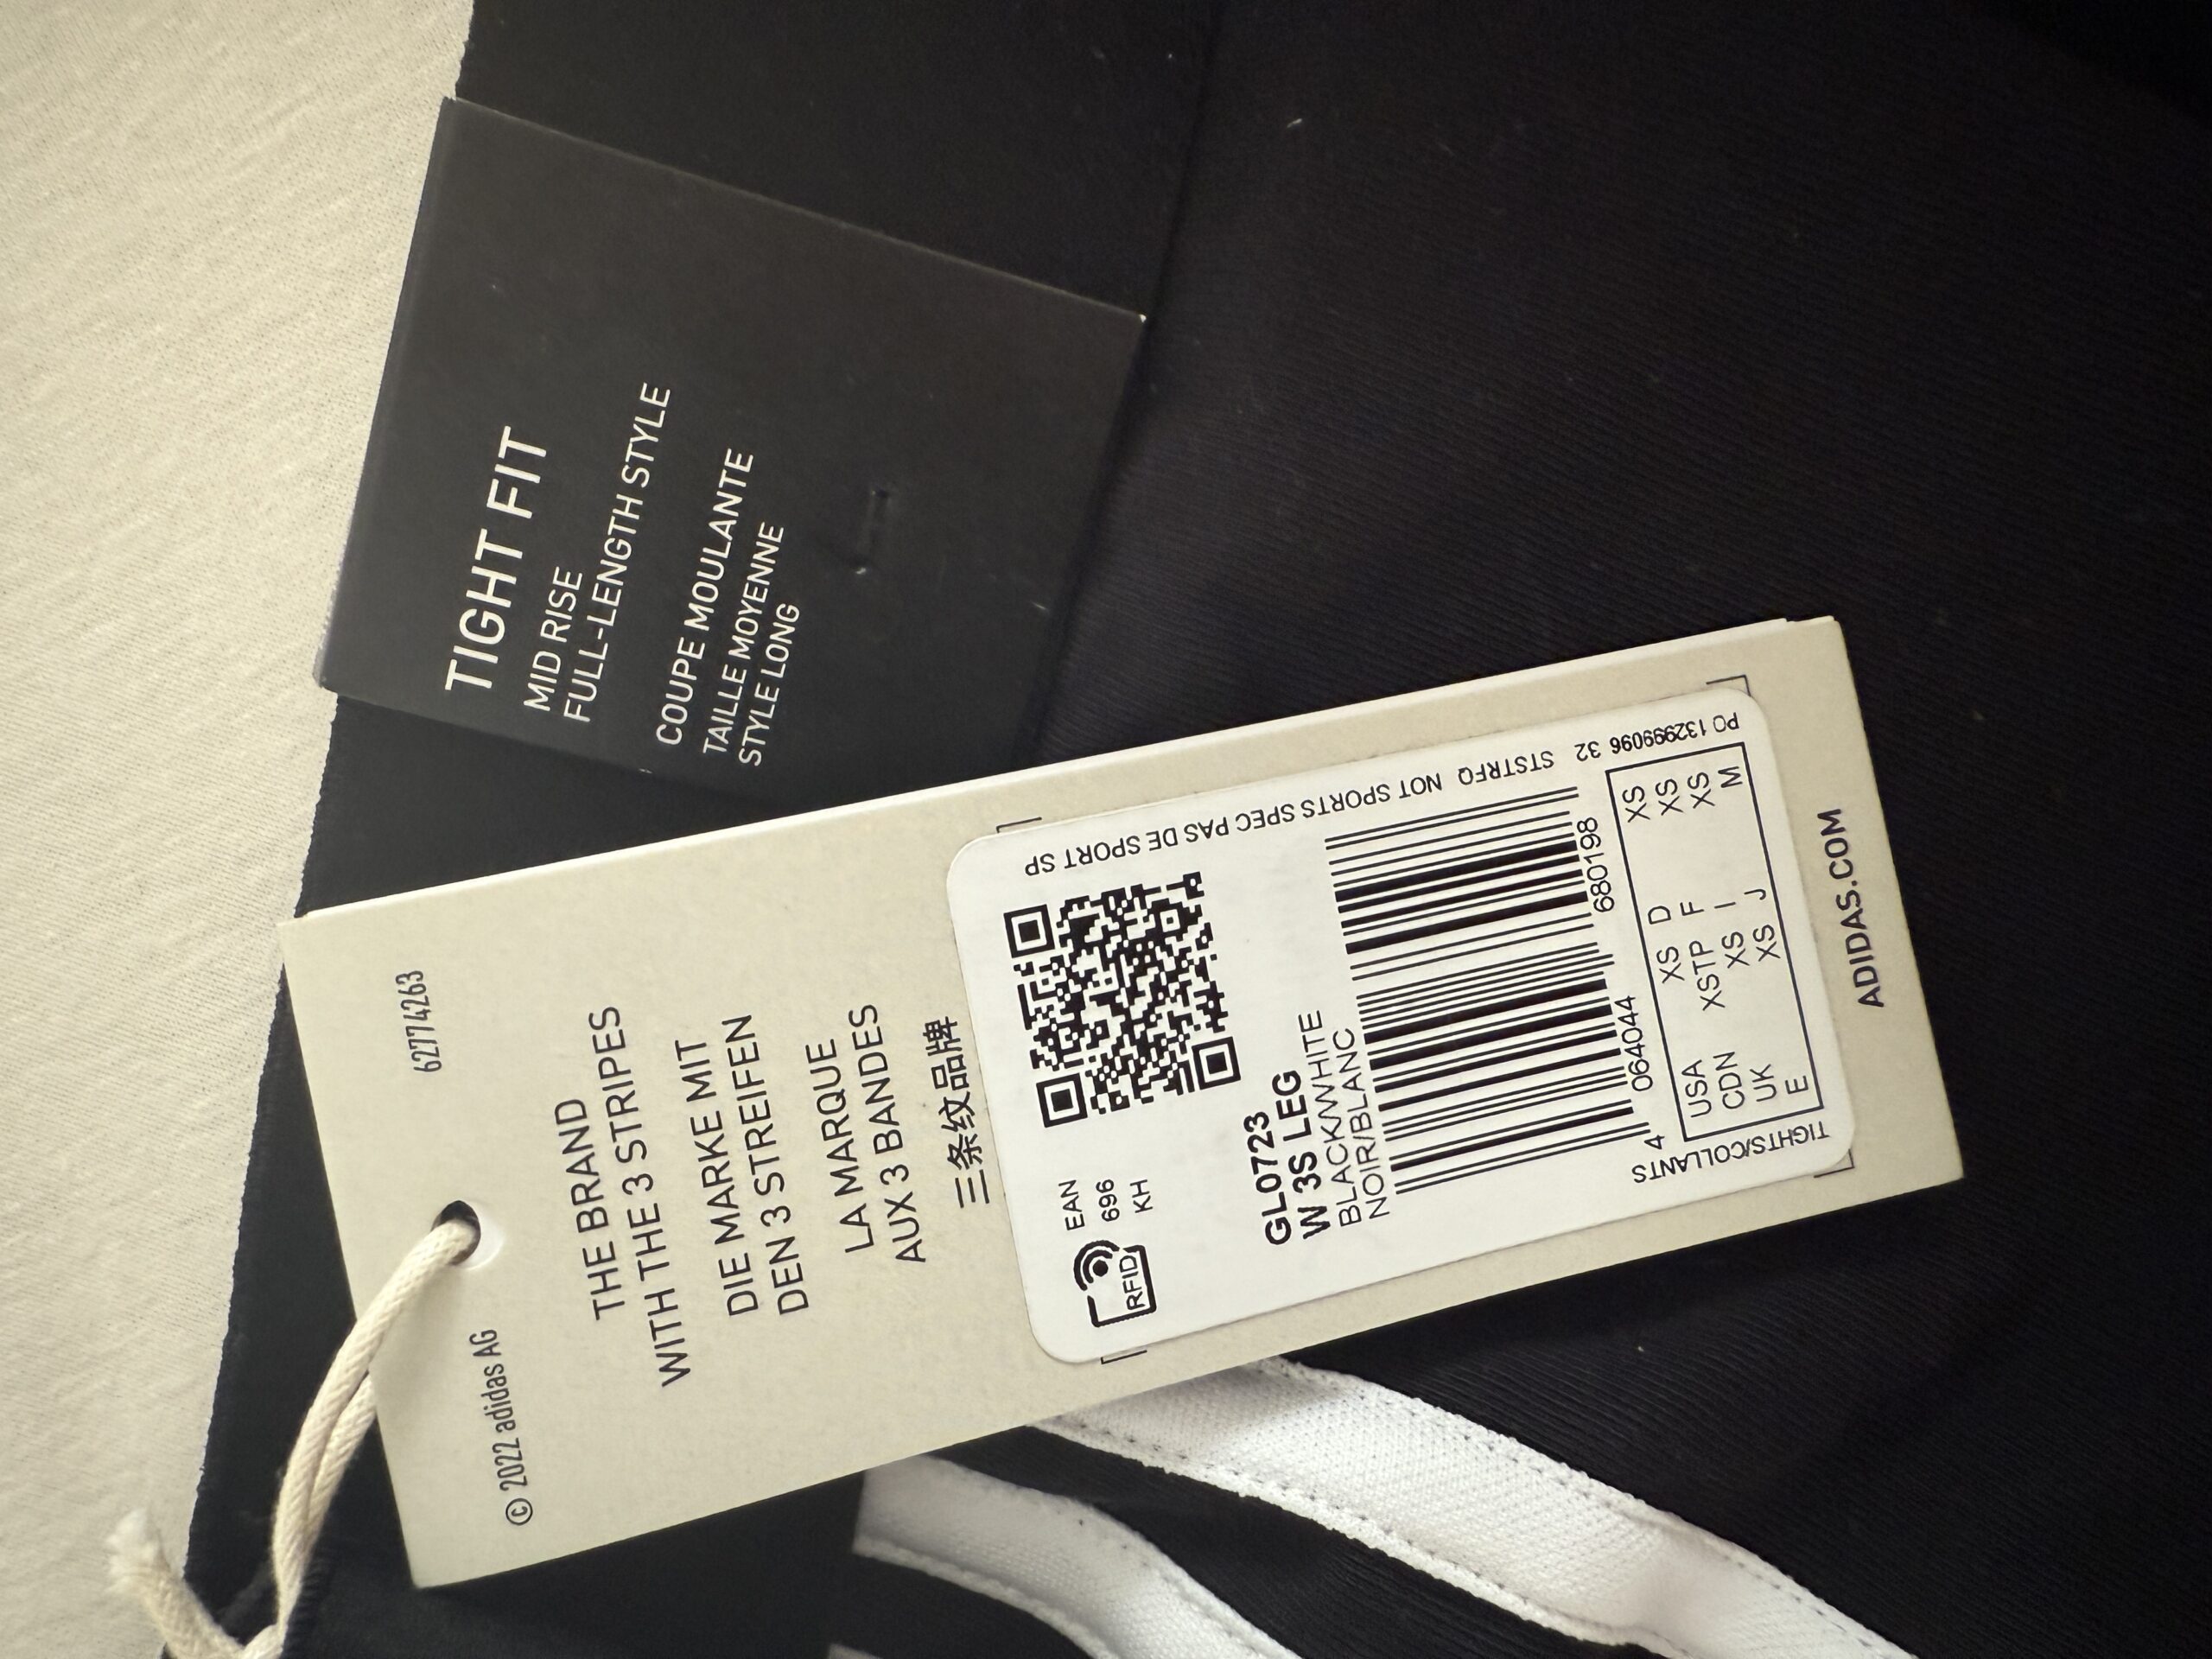 TIGHT FIT
MID RISE
FULL-LENGTH STYLE
COUPE MOULANTE
TAILLE MOYENNE
STYLE LONG
© 2022 adidas AG
62774263
THE BRAND
WITH THE 3 STRIPES
DIE MARKE MIT
DEN 3 STREIFEN
LA MARQUE
AUX 3 BANDES
三条纹品牌
RFID
EAN
696
KH
PO 132999096 32 STSTRFQ NOT SPORTS SPEC PAS DE SPORT SP
GL0723
W 3S LEG
BLACK/WHITE
NOIR/BLANC
4 064044 680198
USA XS D XS
CDN XSTP F XS
UK XS I XS
E XS J M
TIGHTS/COLLANTS
ADIDAS.COM